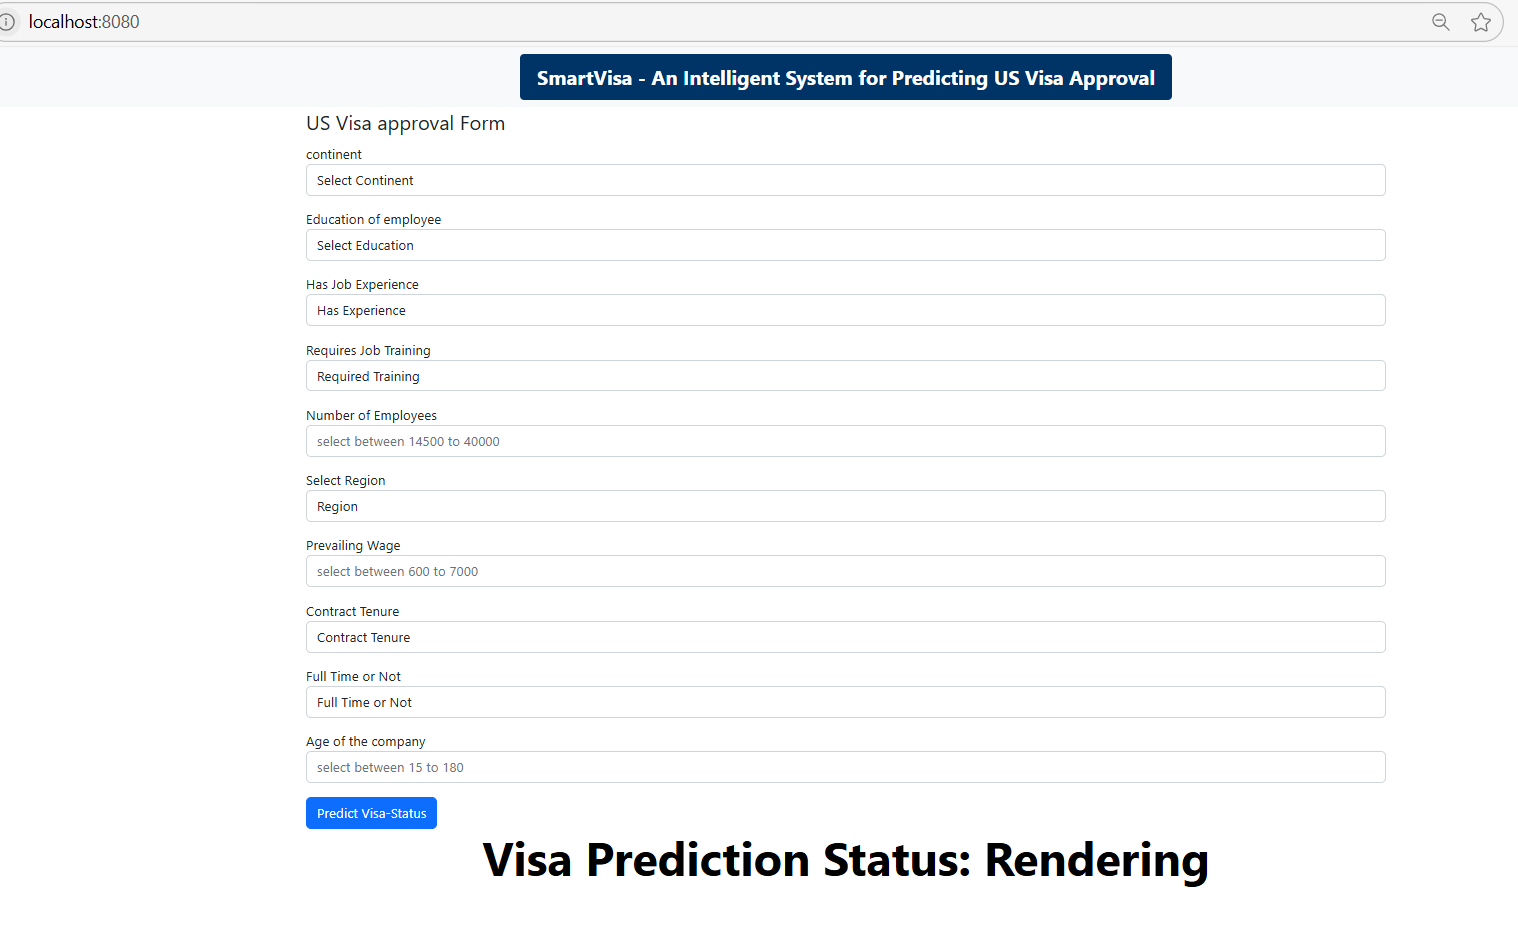 localhost:8080
SmartVisa - An Intelligent System for Predicting US Visa Approval
US Visa approval Form
continent
Select Continent
Education of employee
Select Education
Has Job Experience
Has Experience
Requires Job Training
Required Training
Number of Employees
select between 14500 to 40000
Select Region
Region
Prevailing Wage
select between 600 to 7000
Contract Tenure
Contract Tenure
Full Time or Not
Full Time or Not
Age of the company
select between 15 to 180
Predict Visa-Status
Visa Prediction Status: Rendering